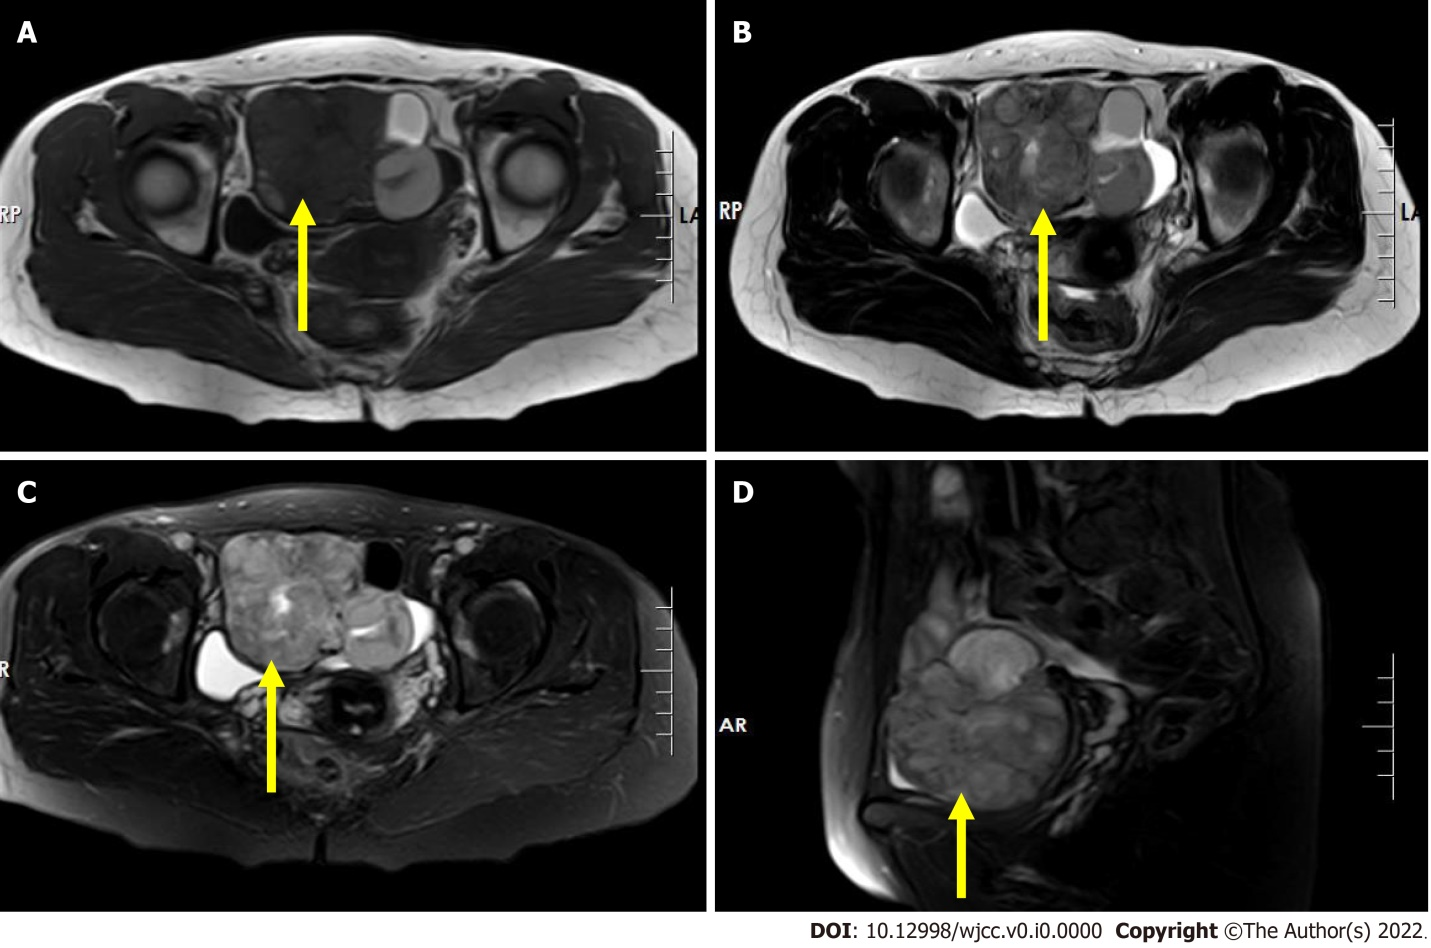 A
B
RP
LA
RP
LA
C
D
R
AR
DOI: 10.12998/wjcc.v0.i0.0000 Copyright ©The Author(s) 2022.